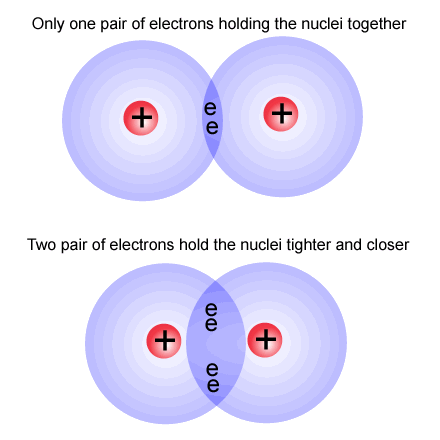 Only one pair of electrons holding the nuclei together
+ e +
e
Two pair of electrons hold the nuclei tighter and closer
e
e
+ +
e
e